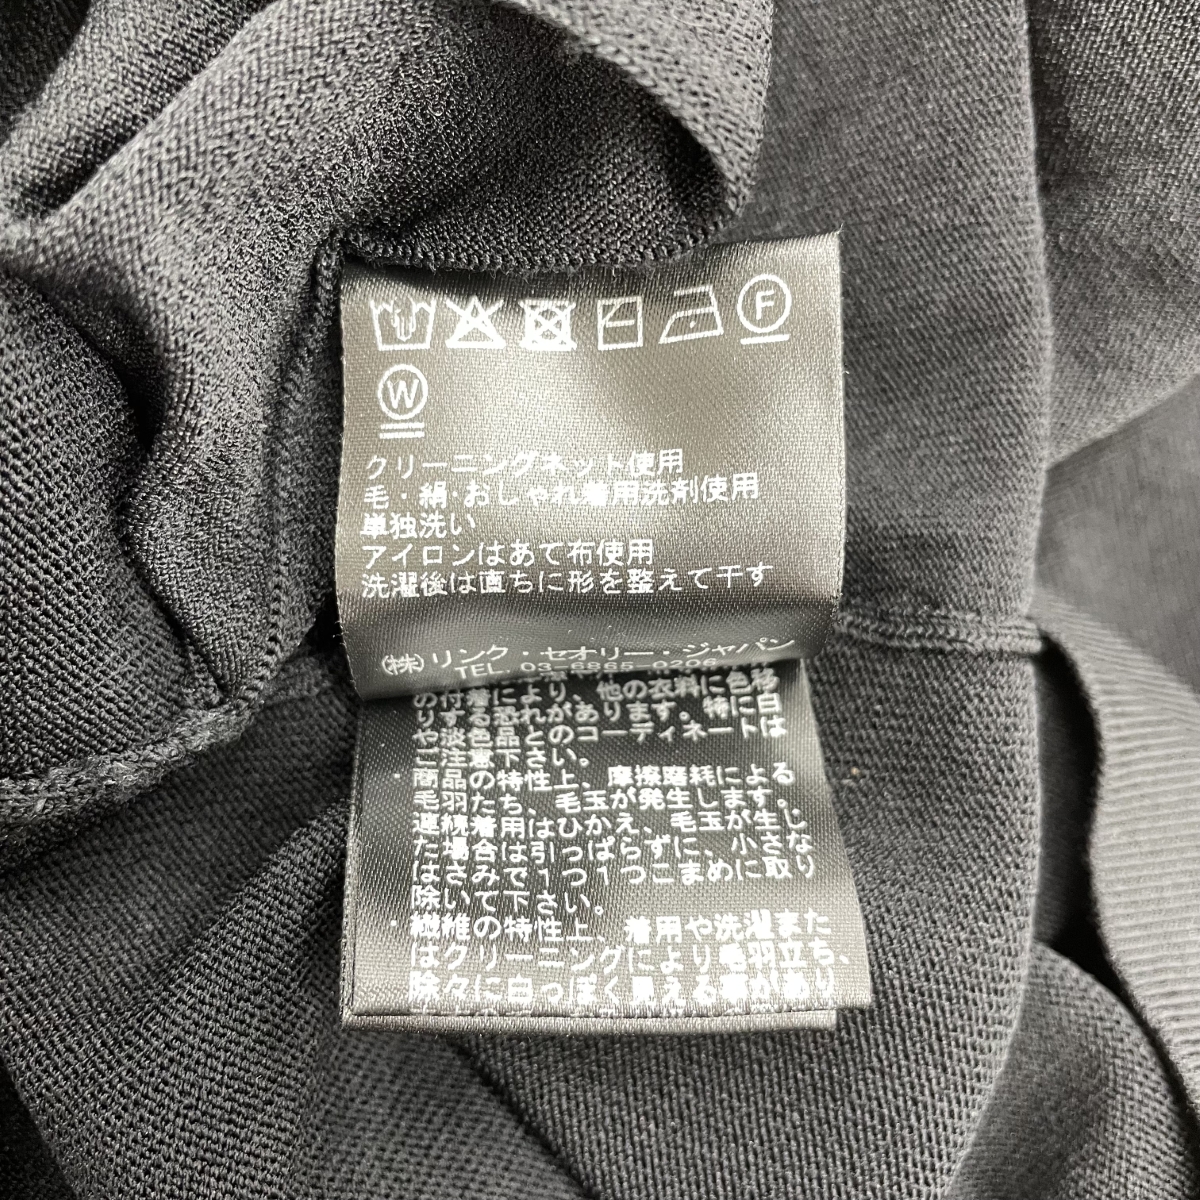 F
W
クリーニングネット使用
毛・絹・おしゃれ着用洗剤使用
単独洗い
アイロンはあて布使用
洗濯後は直ちに形を整えて干す
(株)リンク・セオリー・ジャパン
TEL 03-6865-0206
の付着により、他の衣料に色移
りする恐れがあります。特に白
や淡色品とのコーディネートは
ご注意下さい。
・商品の特性上、摩擦磨耗による
毛羽たち、毛玉が発生します。
連続着用はひかえ、毛玉が生じ
た場合は引っぱらずに、小さな
はさみで1つ1つこまめに取り
除いて下さい。
・繊維の特性上、着用や洗濯また
はクリーニングにより毛羽立ち、
除々に白っぽく見える事があり